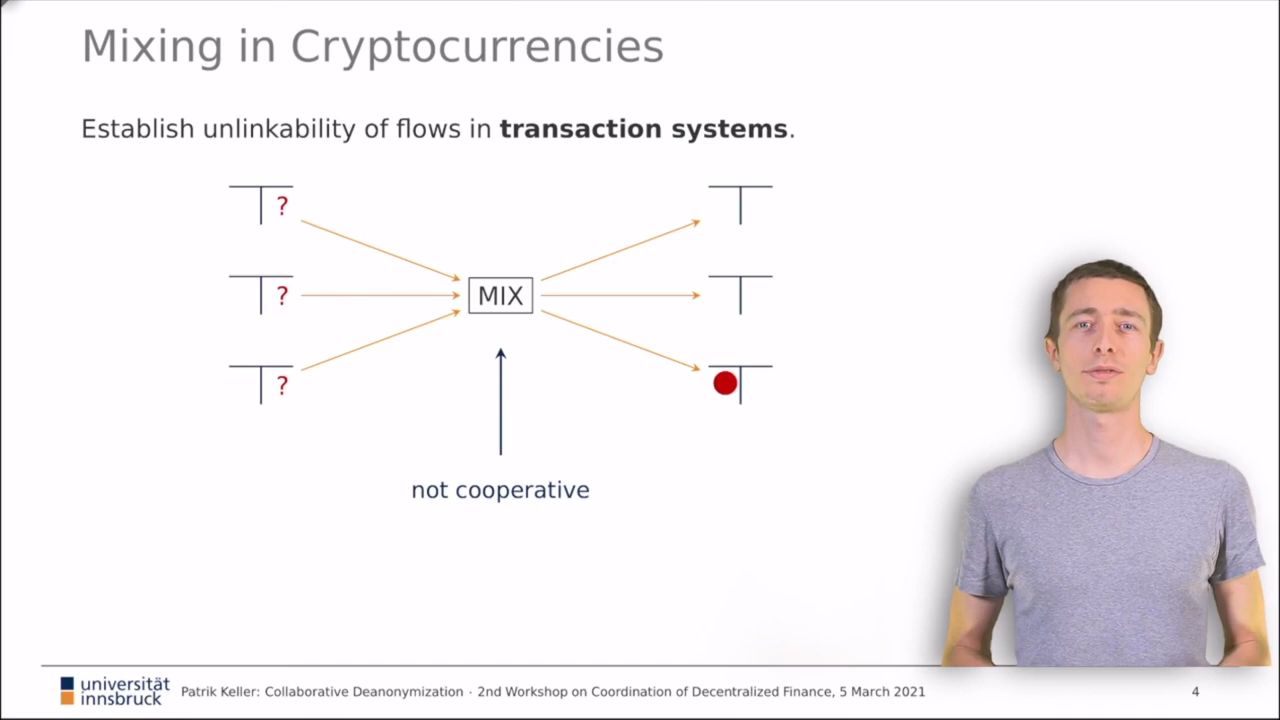 Mixing in Cryptocurrencies
Establish unlinkability of flows in transaction systems.
?
?
MIX
?
not cooperative
universität
innsbruck
Patrik Keller: Collaborative Deanonymization · 2nd Workshop on Coordination of Decentralized Finance, 5 March 2021
4